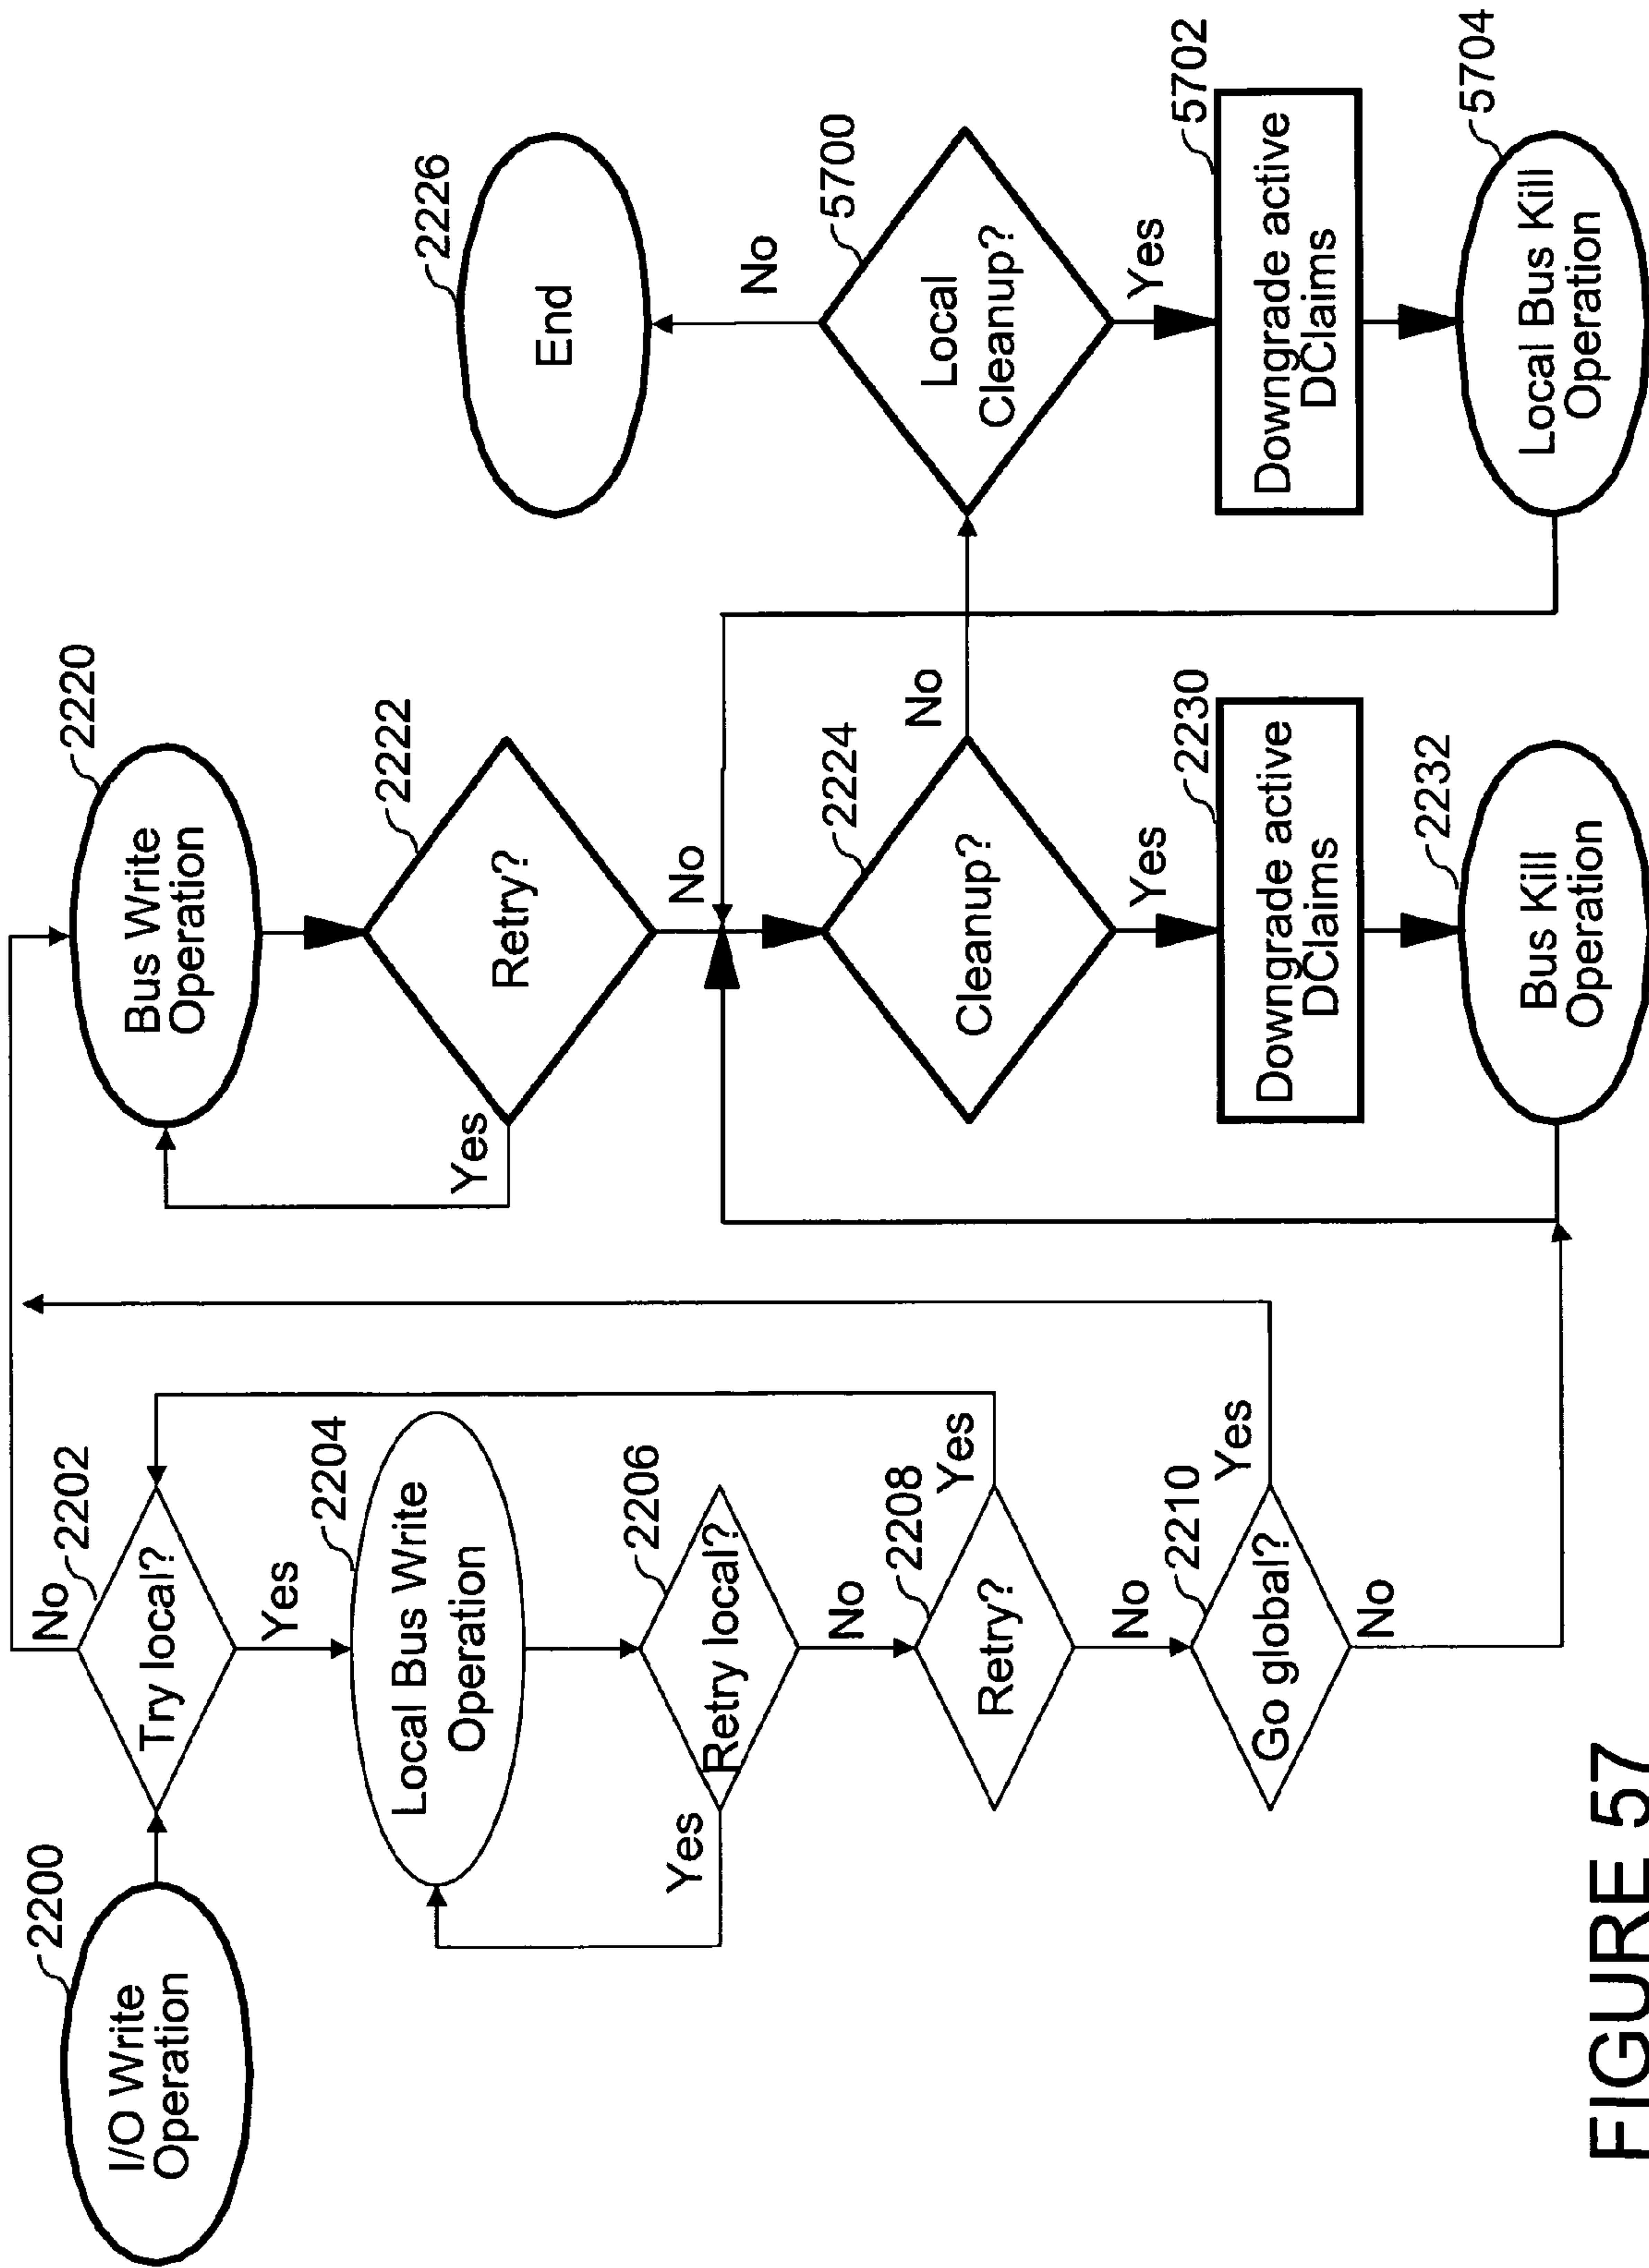 2200
I/O Write
Operation
No
2202
Try local?
Yes
2204
Local Bus Write
Operation
2206
Retry local?
Yes
No
2208
Retry?
Yes
No
2210
Go global?
Yes
No
2220
Bus Write
Operation
2222
Retry?
Yes
No
2224
Cleanup?
No
Yes
2230
Downgrade active
DClaims
2232
Bus Kill
Operation
2226
End
No
5700
Local
Cleanup?
Yes
5702
Downgrade active
DClaims
5704
Local Bus Kill
Operation
FIGURE 57